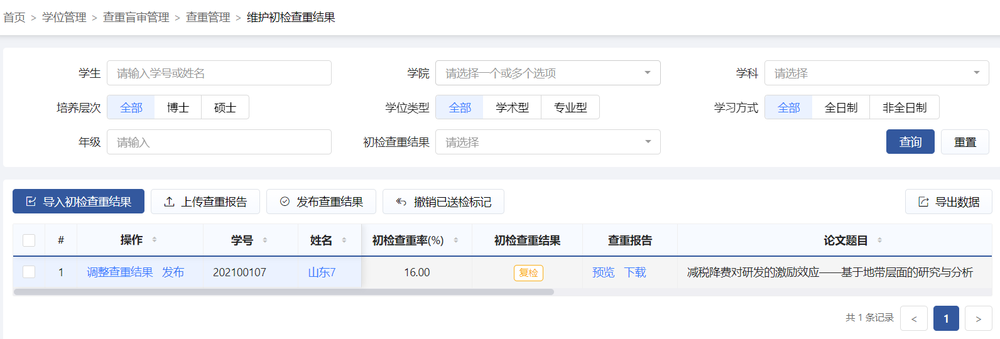 首页 > 学位管理 > 查重盲审管理 > 查重管理 > 维护初检查重结果
学生 请输入学号或姓名 学院 请选择一个或多个选项 学科 请选择
培养层次 全部 博士 硕士 学位类型 全部 学术型 专业型 学习方式 全部 全日制 非全日制
年级 请输入 初检查重结果 请选择 查询 重置
导入初检查重结果 上传查重报告 发布查重结果 撤销已送检标记 导出数据
# 操作 学号 姓名 初检查重率(%) 初检查重结果 查重报告 论文题目
1 调整查重结果 发布 202100107 山东7 16.00 复检 预览 下载 减税降费对研发的激励效应——基于地带层面的研究与分析
共 1 条记录 < 1 >